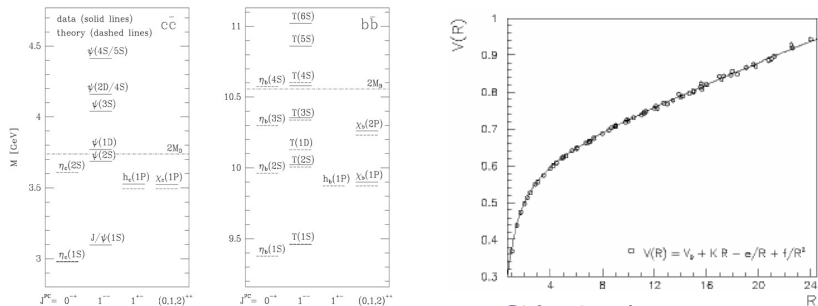 data (solid lines)
theory (dashed lines)
cc̄
ψ(4S/5S)
ψ(2D/4S)
ψ(3S)
ψ(1D)
2M_D
ψ(2S)
η_c(2S)
h_c(1P)
χ_c(1P)
J/ψ(1S)
η_c(1S)
M [GeV]
4.5
4
3.5
3
J^PC = 0⁻⁺ 1⁻⁻ 1⁺⁻ (0,1,2)⁺⁺
bb̄
Υ(6S)
Υ(5S)
η_b(4S)
Υ(4S)
2M_B
η_b(3S)
Υ(3S)
χ_b(2P)
Υ(1D)
η_b(2S)
Υ(2S)
h_b(1P)
χ_b(1P)
η_b(1S)
Υ(1S)
11
10.5
10
9.5
J^PC = 0⁻⁺ 1⁻⁻ 1⁺⁻ (0,1,2)⁺⁺
V(R)
1
0.9
0.8
0.7
0.6
0.5
0.4
0.3
V(R) = V₀ + K R − e/R + f/R²
4 8 12 16 20 24
R